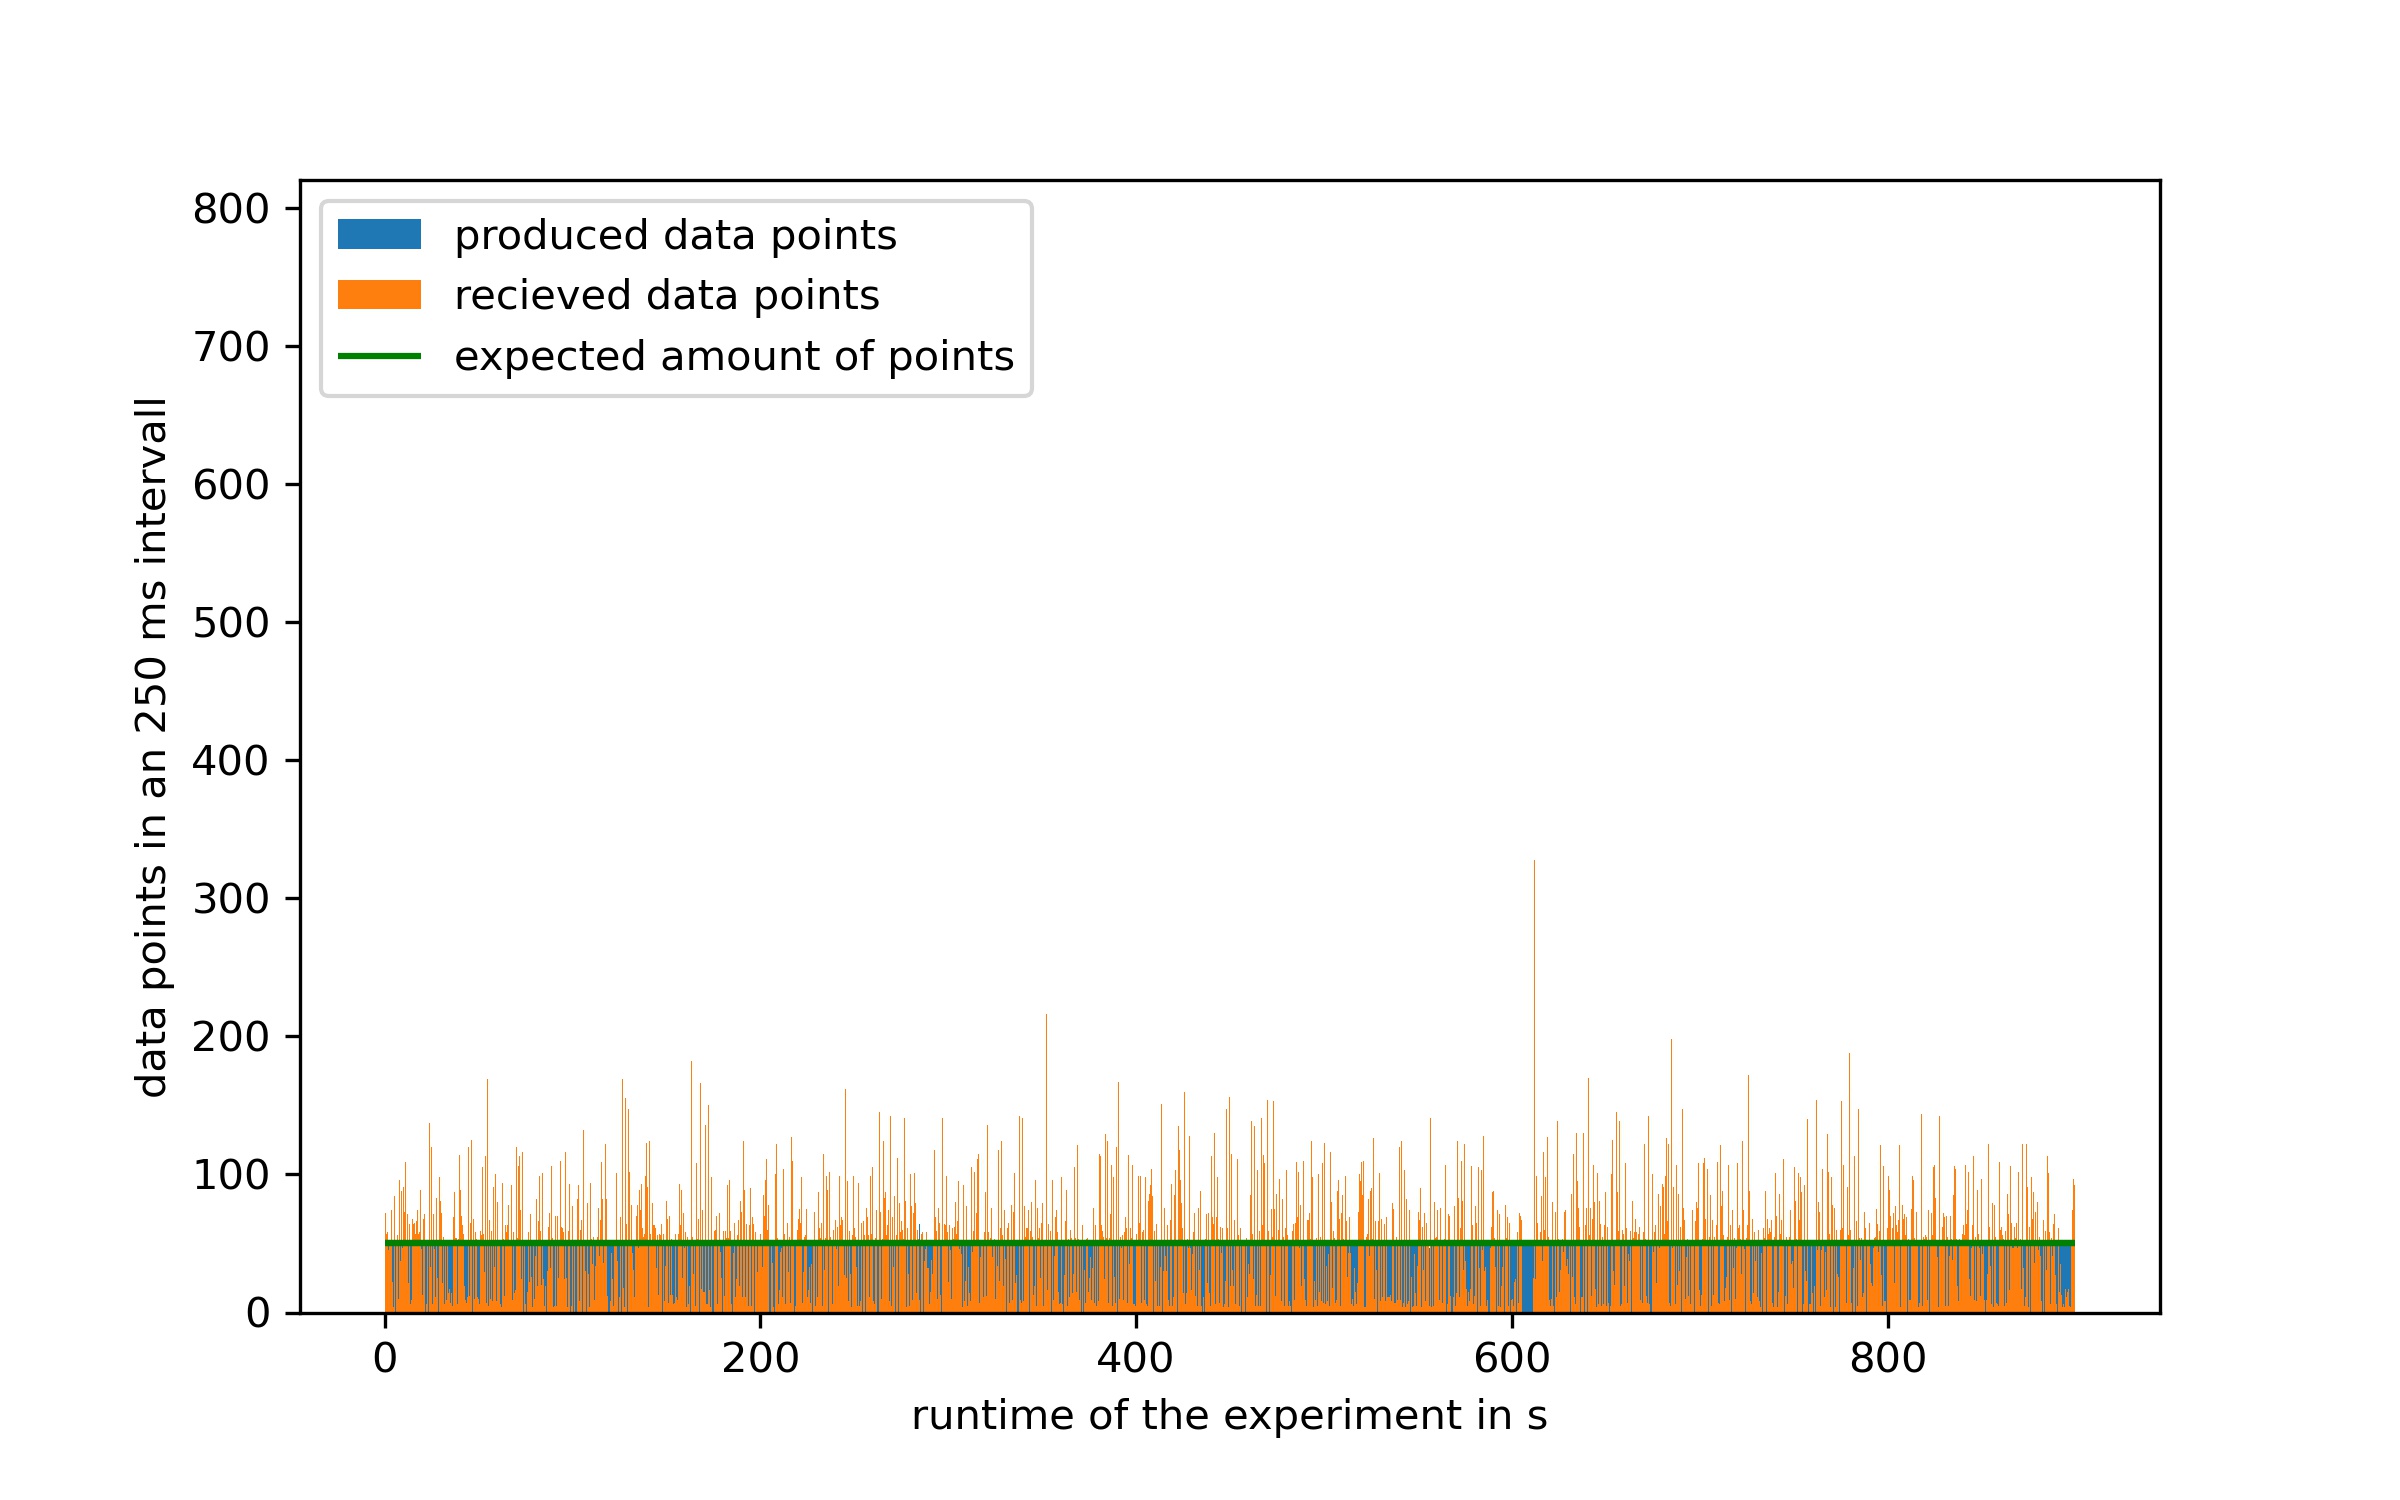 produced data points
recieved data points
expected amount of points
data points in an 250 ms intervall
800
700
600
500
400
300
200
100
0
0 200 400 600 800
runtime of the experiment in s